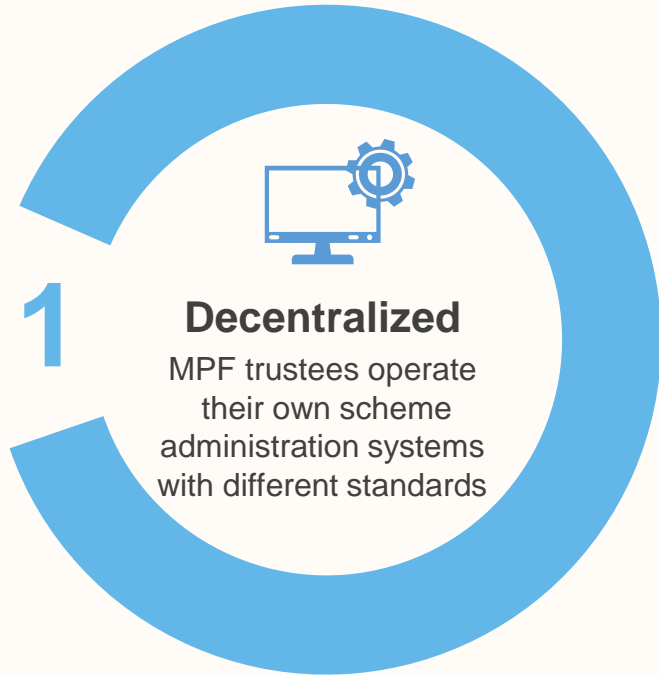 1
Decentralized
MPF trustees operate
their own scheme
administration systems
with different standards